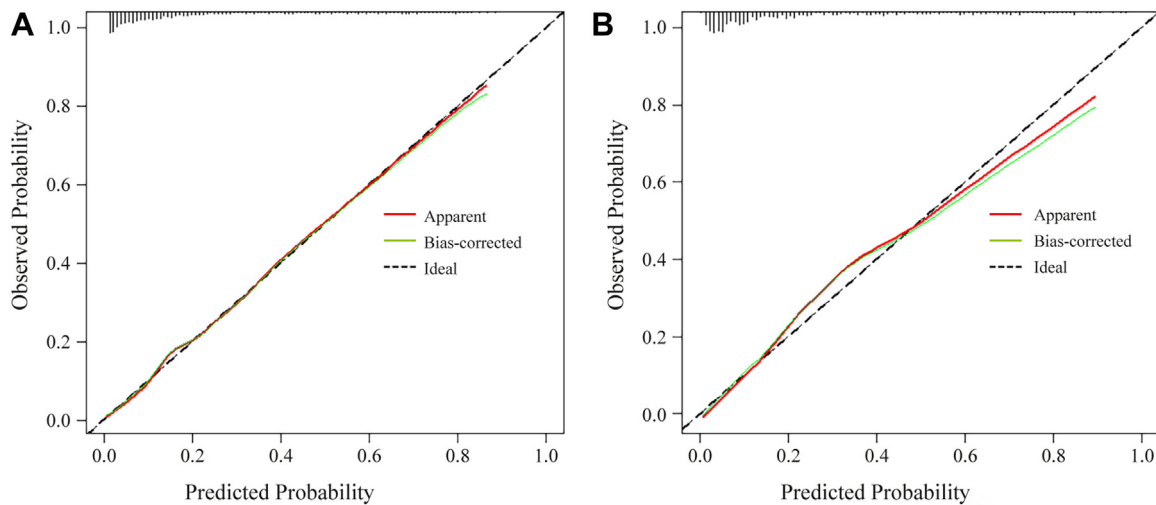 A
1.0
0.8
0.6
0.4
0.2
0.0
Observed Probability
Apparent
Bias-corrected
Ideal
0.0 0.2 0.4 0.6 0.8 1.0
Predicted Probability
B
1.0
0.8
0.6
0.4
0.2
0.0
Observed Probability
Apparent
Bias-corrected
Ideal
0.0 0.2 0.4 0.6 0.8 1.0
Predicted Probability